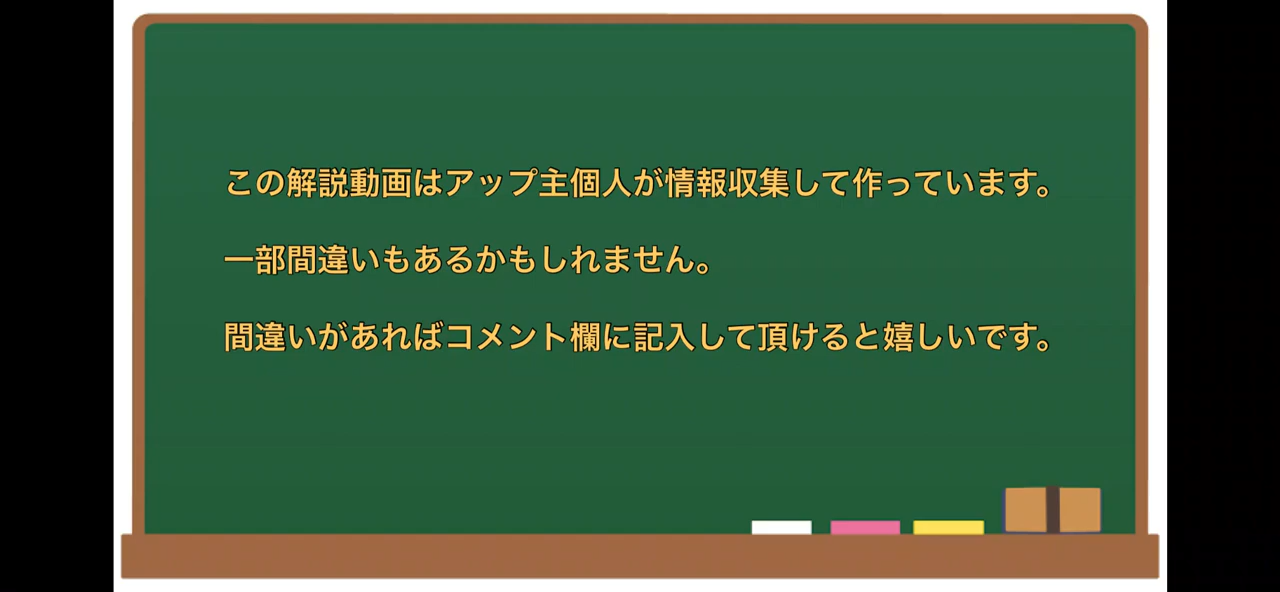 この解説動画はアップ主個人が情報収集して作っています。
一部間違いもあるかもしれません。
間違いがあればコメント欄に記入して頂けると嬉しいです。